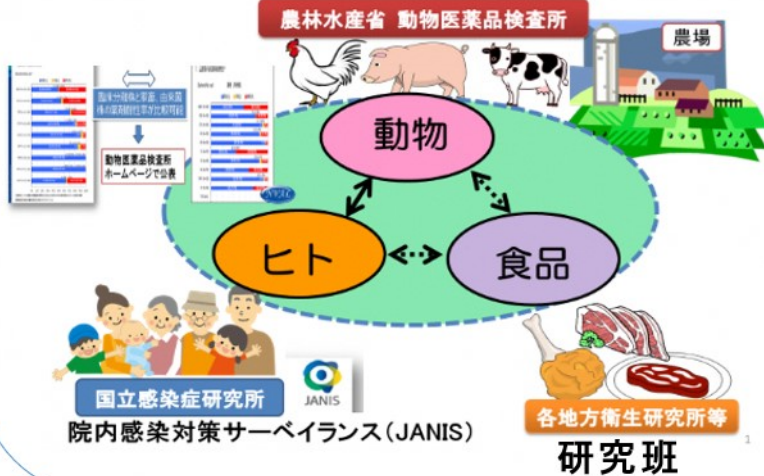 農林水産省 動物医薬品検査所
農場
動物医薬品検査所
ホームページで公表
動物
ヒト
食品
国立感染症研究所
JANIS
院内感染対策サーベイランス(JANIS)
各地方衛生研究所等
研究班
1